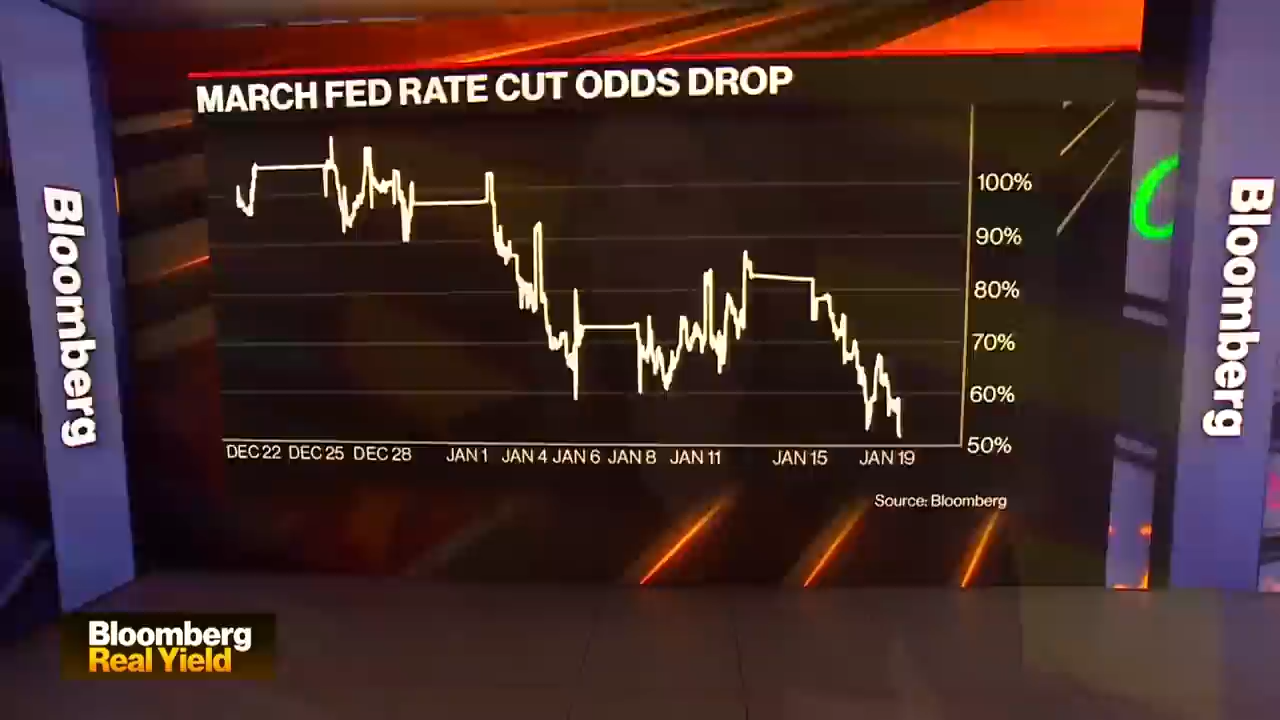 MARCH FED RATE CUT ODDS DROP
100%
90%
80%
70%
60%
50%
DEC 22 DEC 25 DEC 28 JAN 1 JAN 4 JAN 6 JAN 8 JAN 11 JAN 15 JAN 19
Source: Bloomberg
Bloomberg
Bloomberg
Bloomberg
Real Yield